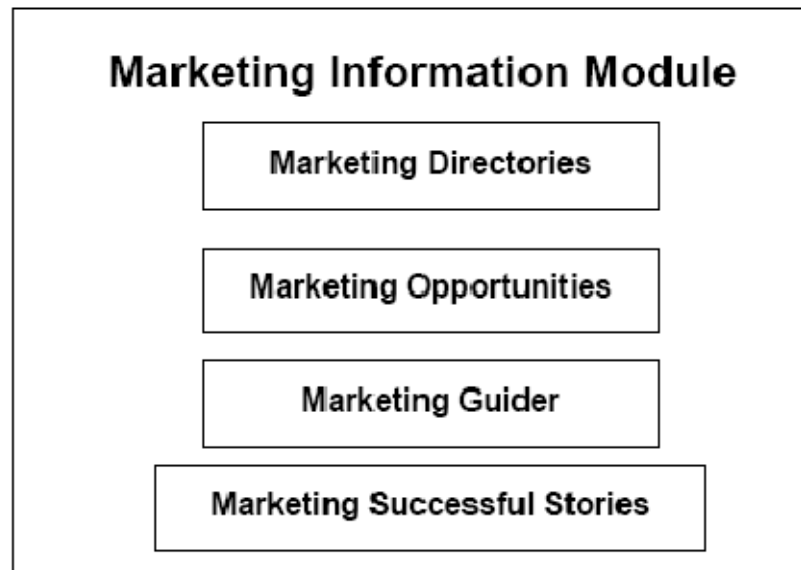 Marketing Information Module
Marketing Directories
Marketing Opportunities
Marketing Guider
Marketing Successful Stories